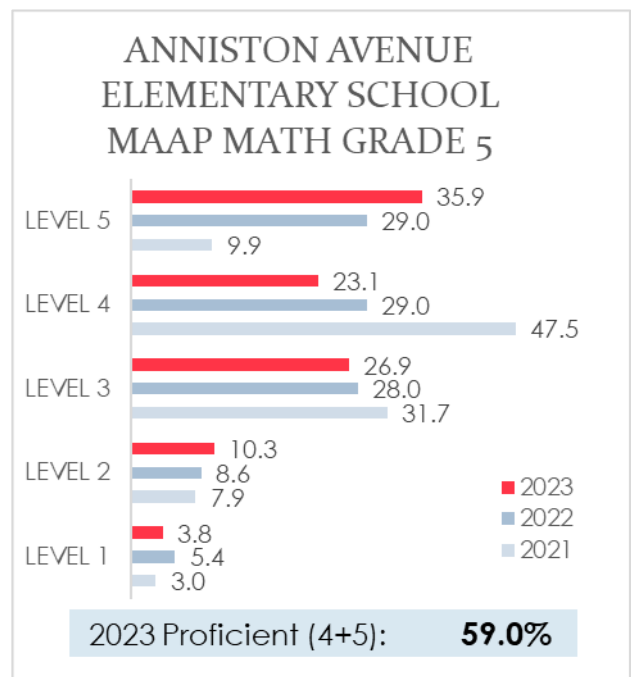 ANNISTON AVENUE
ELEMENTARY SCHOOL
MAAP MATH GRADE 5
35.9
LEVEL 5 29.0
9.9
23.1
LEVEL 4 29.0
47.5
26.9
LEVEL 3 28.0
31.7
10.3
LEVEL 2 8.6
7.9
2023
3.8
2022
LEVEL 1 5.4
2021
3.0
2023 Proficient (4+5): 59.0%